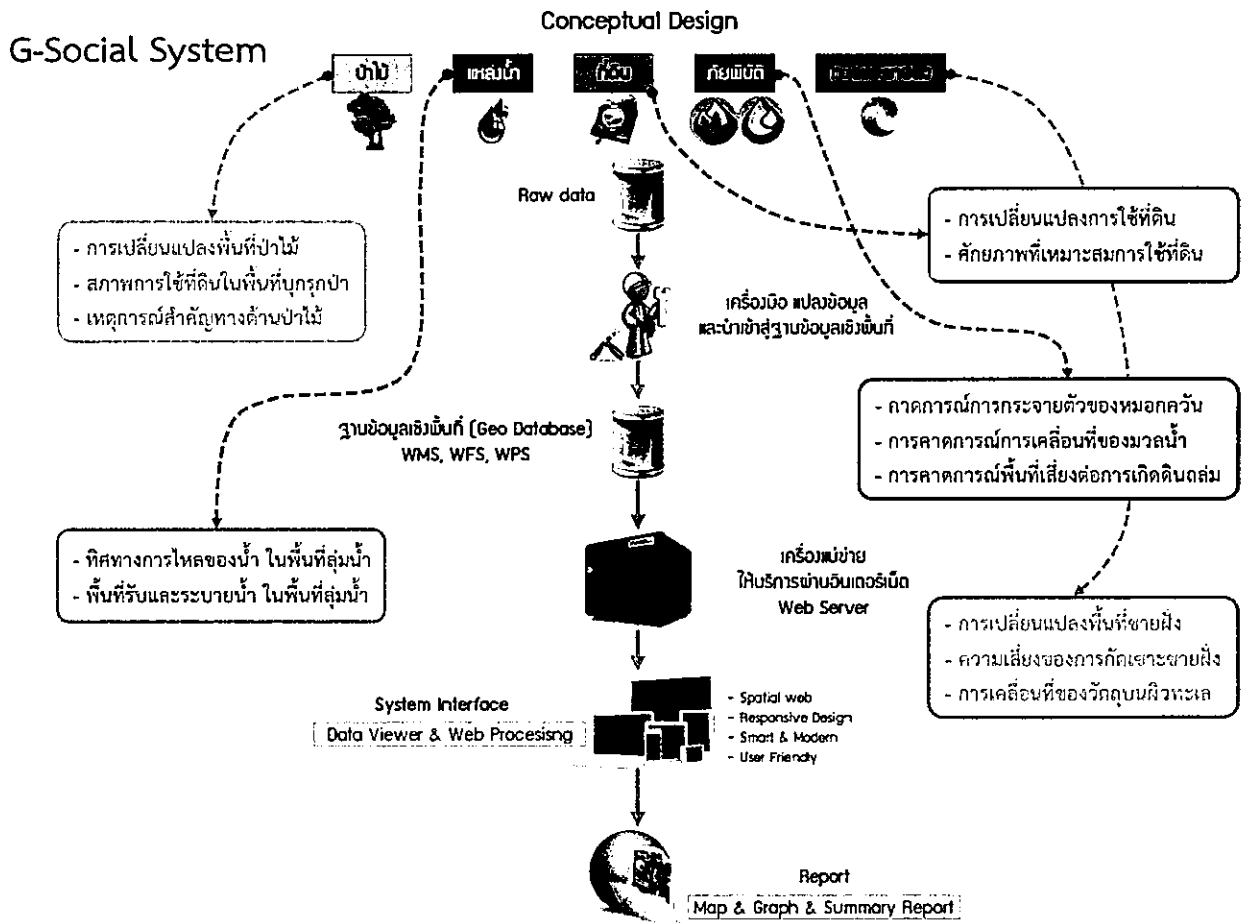 Conceptual Design
G-Social System
ป่าไม้
แหล่งน้ำ
ที่ดิน
ภัยพิบัติ
Raw data
- การเปลี่ยนแปลงพื้นที่ป่าไม้
- สภาพการใช้ที่ดินในพื้นที่บุกรุกป่า
- เหตุการณ์สำคัญทางด้านป่าไม้
- การเปลี่ยนแปลงการใช้ที่ดิน
- ศักยภาพที่เหมาะสมการใช้ที่ดิน
เครื่องมือ แปลงข้อมูล
และนำเข้าสู่ฐานข้อมูลเชิงพื้นที่
ฐานข้อมูลเชิงพื้นที่ (Geo Database)
WMS, WFS, WPS
- คาดการณ์การกระจายตัวของหมอกควัน
- การคาดการณ์การเคลื่อนที่ของมวลน้ำ
- การคาดการณ์พื้นที่เสี่ยงต่อการเกิดดินถล่ม
- ทิศทางการไหลของน้ำ ในพื้นที่ลุ่มน้ำ
- พื้นที่รับและระบายน้ำ ในพื้นที่ลุ่มน้ำ
เครื่องแม่ข่าย
ให้บริการผ่านอินเตอร์เน็ต
Web Server
- การเปลี่ยนแปลงพื้นที่ชายฝั่ง
- ความเสี่ยงของการกัดเซาะชายฝั่ง
- การเคลื่อนที่ของวัตถุบนผิวทะเล
System Interface
Data Viewer & Web Procesisng
- Spatial web
- Responsive Design
- Smart & Modern
- User Friendly
Report
Map & Graph & Summary Report